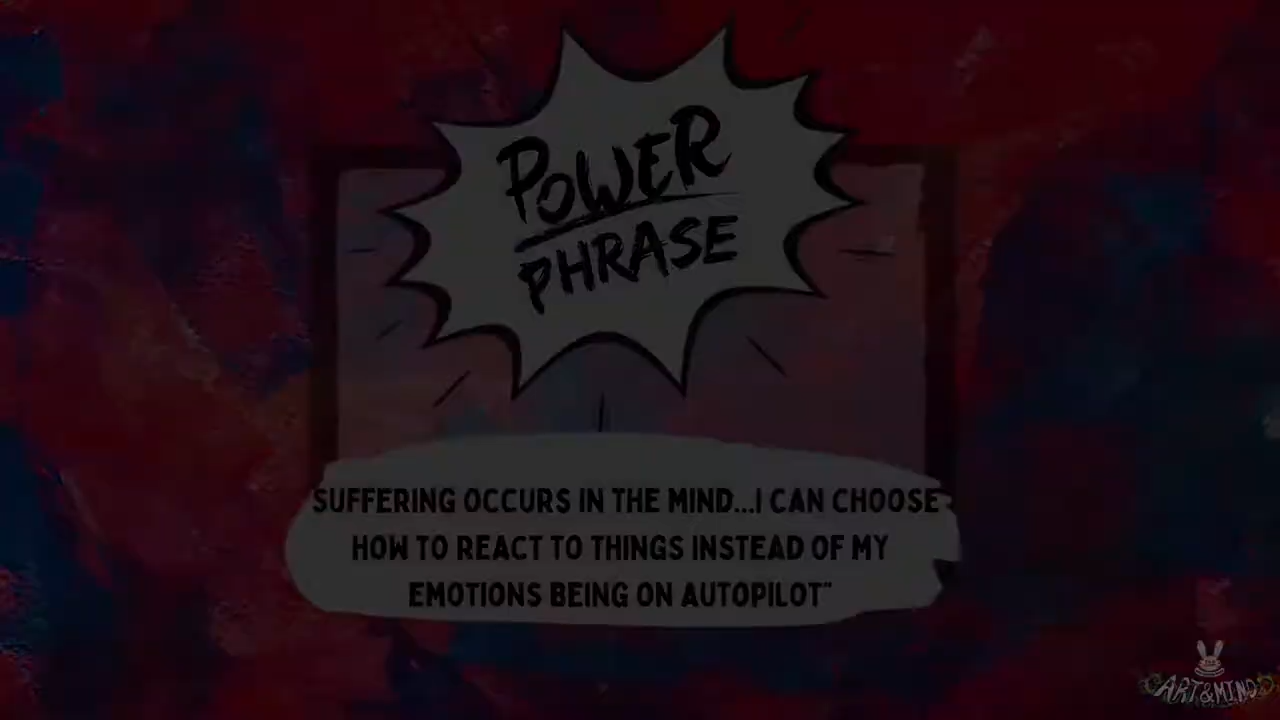 POWER
PHRASE
SUFFERING OCCURS IN THE MIND...I CAN CHOOSE
HOW TO REACT TO THINGS INSTEAD OF MY
EMOTIONS BEING ON AUTOPILOT"
ART&MIND